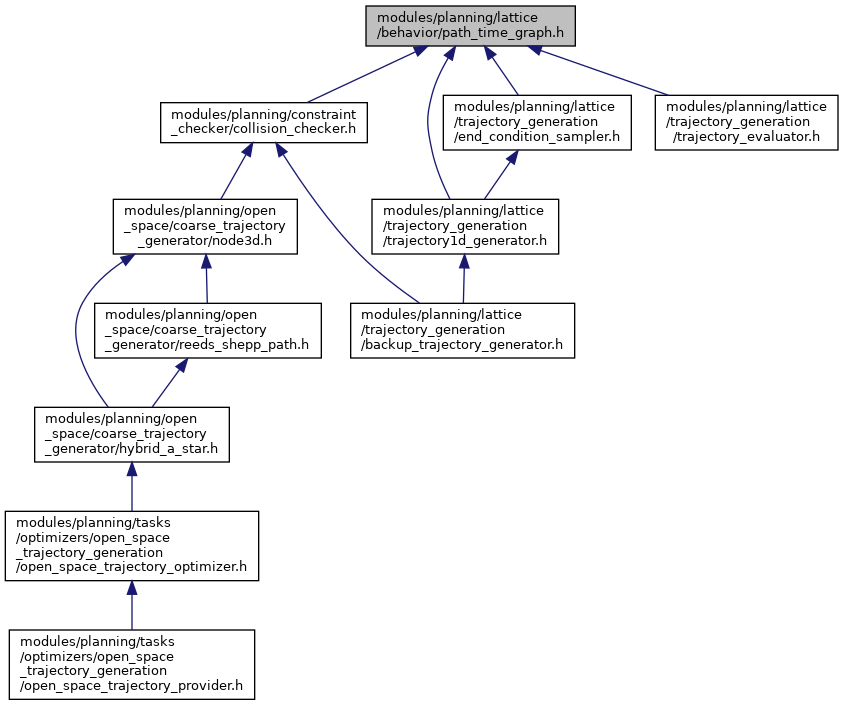 modules/planning/lattice
/behavior/path_time_graph.h
modules/planning/constraint
_checker/collision_checker.h
modules/planning/lattice
/trajectory_generation
/end_condition_sampler.h
modules/planning/lattice
/trajectory_generation
/trajectory_evaluator.h
modules/planning/open
_space/coarse_trajectory
_generator/node3d.h
modules/planning/lattice
/trajectory_generation
/trajectory1d_generator.h
modules/planning/open
_space/coarse_trajectory
_generator/reeds_shepp_path.h
modules/planning/lattice
/trajectory_generation
/backup_trajectory_generator.h
modules/planning/open
_space/coarse_trajectory
_generator/hybrid_a_star.h
modules/planning/tasks
/optimizers/open_space
_trajectory_generation
/open_space_trajectory_optimizer.h
modules/planning/tasks
/optimizers/open_space
_trajectory_generation
/open_space_trajectory_provider.h